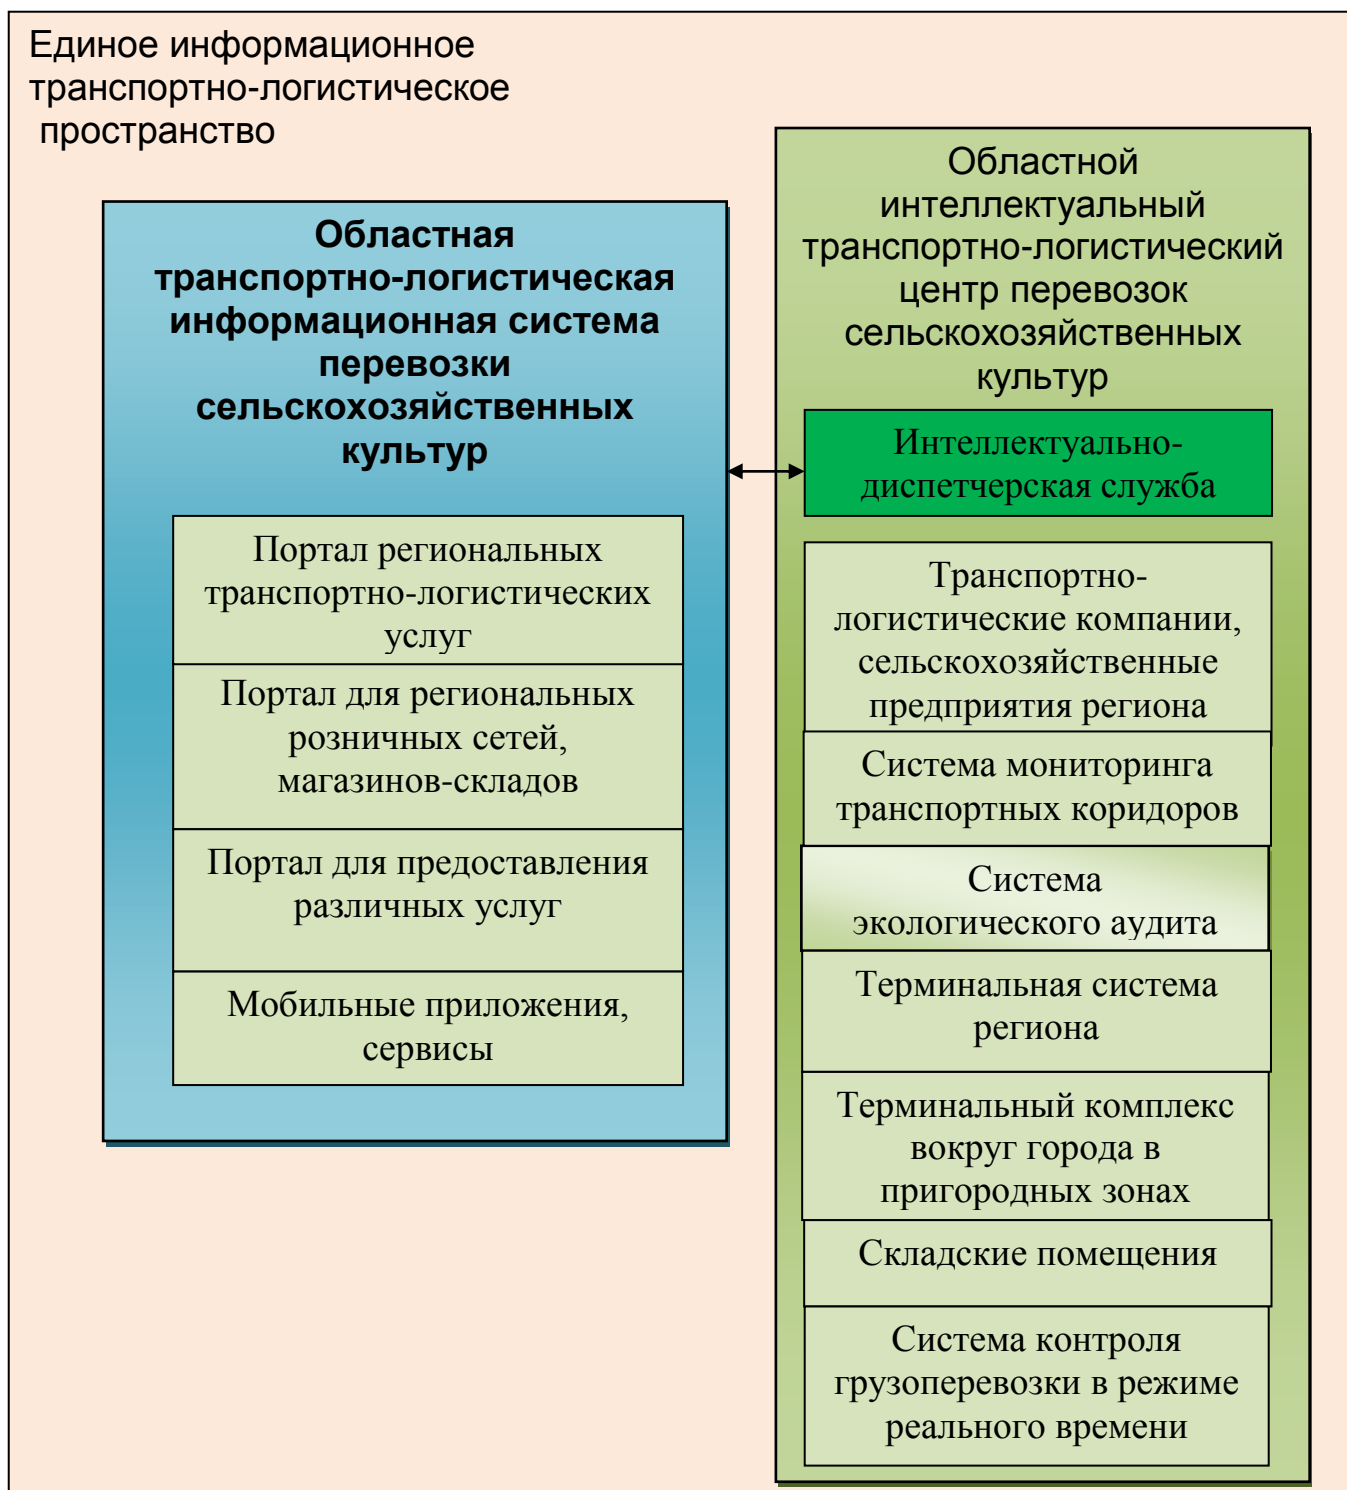 Единое информационное
транспортно-логистическое
пространство
Областная
транспортно-логистическая
информационная система
перевозки
сельскохозяйственных
культур
Портал региональных
транспортно-логистических
услуг
Портал для региональных
розничных сетей,
магазинов-складов
Портал для предоставления
различных услуг
Мобильные приложения,
сервисы
Областной
интеллектуальный
транспортно-логистический
центр перевозок
сельскохозяйственных
культур
Интеллектуально-
диспетчерская служба
Транспортно-
логистические компании,
сельскохозяйственные
предприятия региона
Система мониторинга
транспортных коридоров
Система
экологического аудита
Терминальная система
региона
Терминальный комплекс
вокруг города в
пригородных зонах
Складские помещения
Система контроля
грузоперевозки в режиме
реального времени